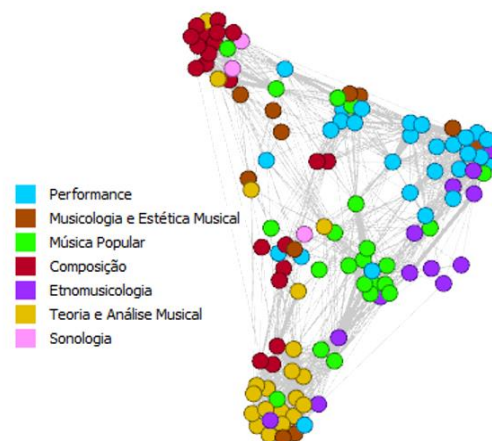 Performance
Musicologia e Estética Musical
Música Popular
Composição
Etnomusicologia
Teoria e Análise Musical
Sonologia